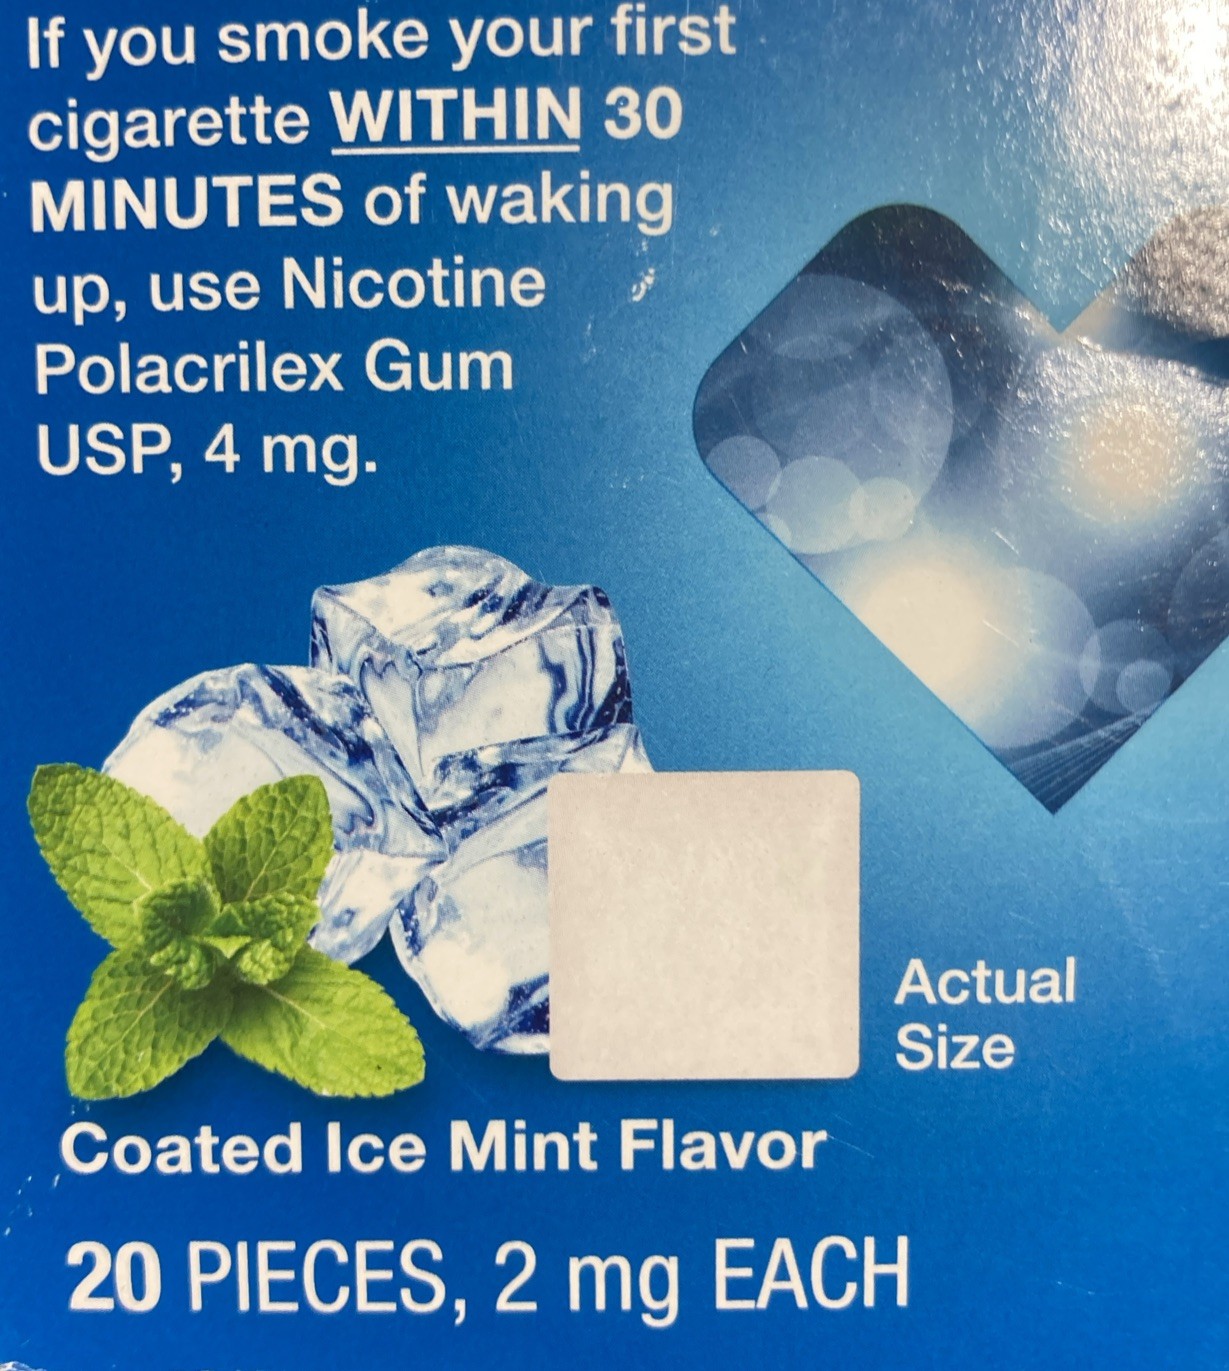 If you smoke your first
cigarette WITHIN 30
MINUTES of waking
up, use Nicotine
Polacrilex Gum
USP, 4 mg.
Actual
Size
Coated Ice Mint Flavor
20 PIECES, 2 mg EACH